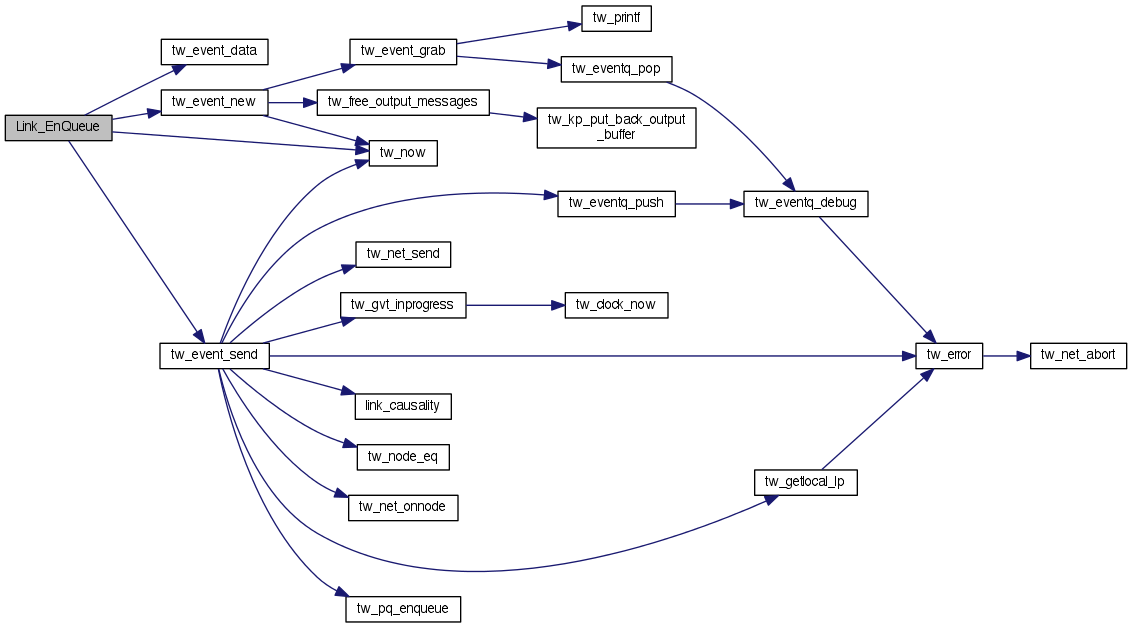 tw_printf
tw_event_data
tw_event_grab
tw_eventq_pop
tw_event_new
tw_free_output_messages
tw_kp_put_back_output
_buffer
Link_EnQueue
tw_now
tw_eventq_push
tw_eventq_debug
tw_net_send
tw_gvt_inprogress
tw_clock_now
tw_event_send
tw_error
tw_net_abort
link_causality
tw_node_eq
tw_getlocal_lp
tw_net_onnode
tw_pq_enqueue